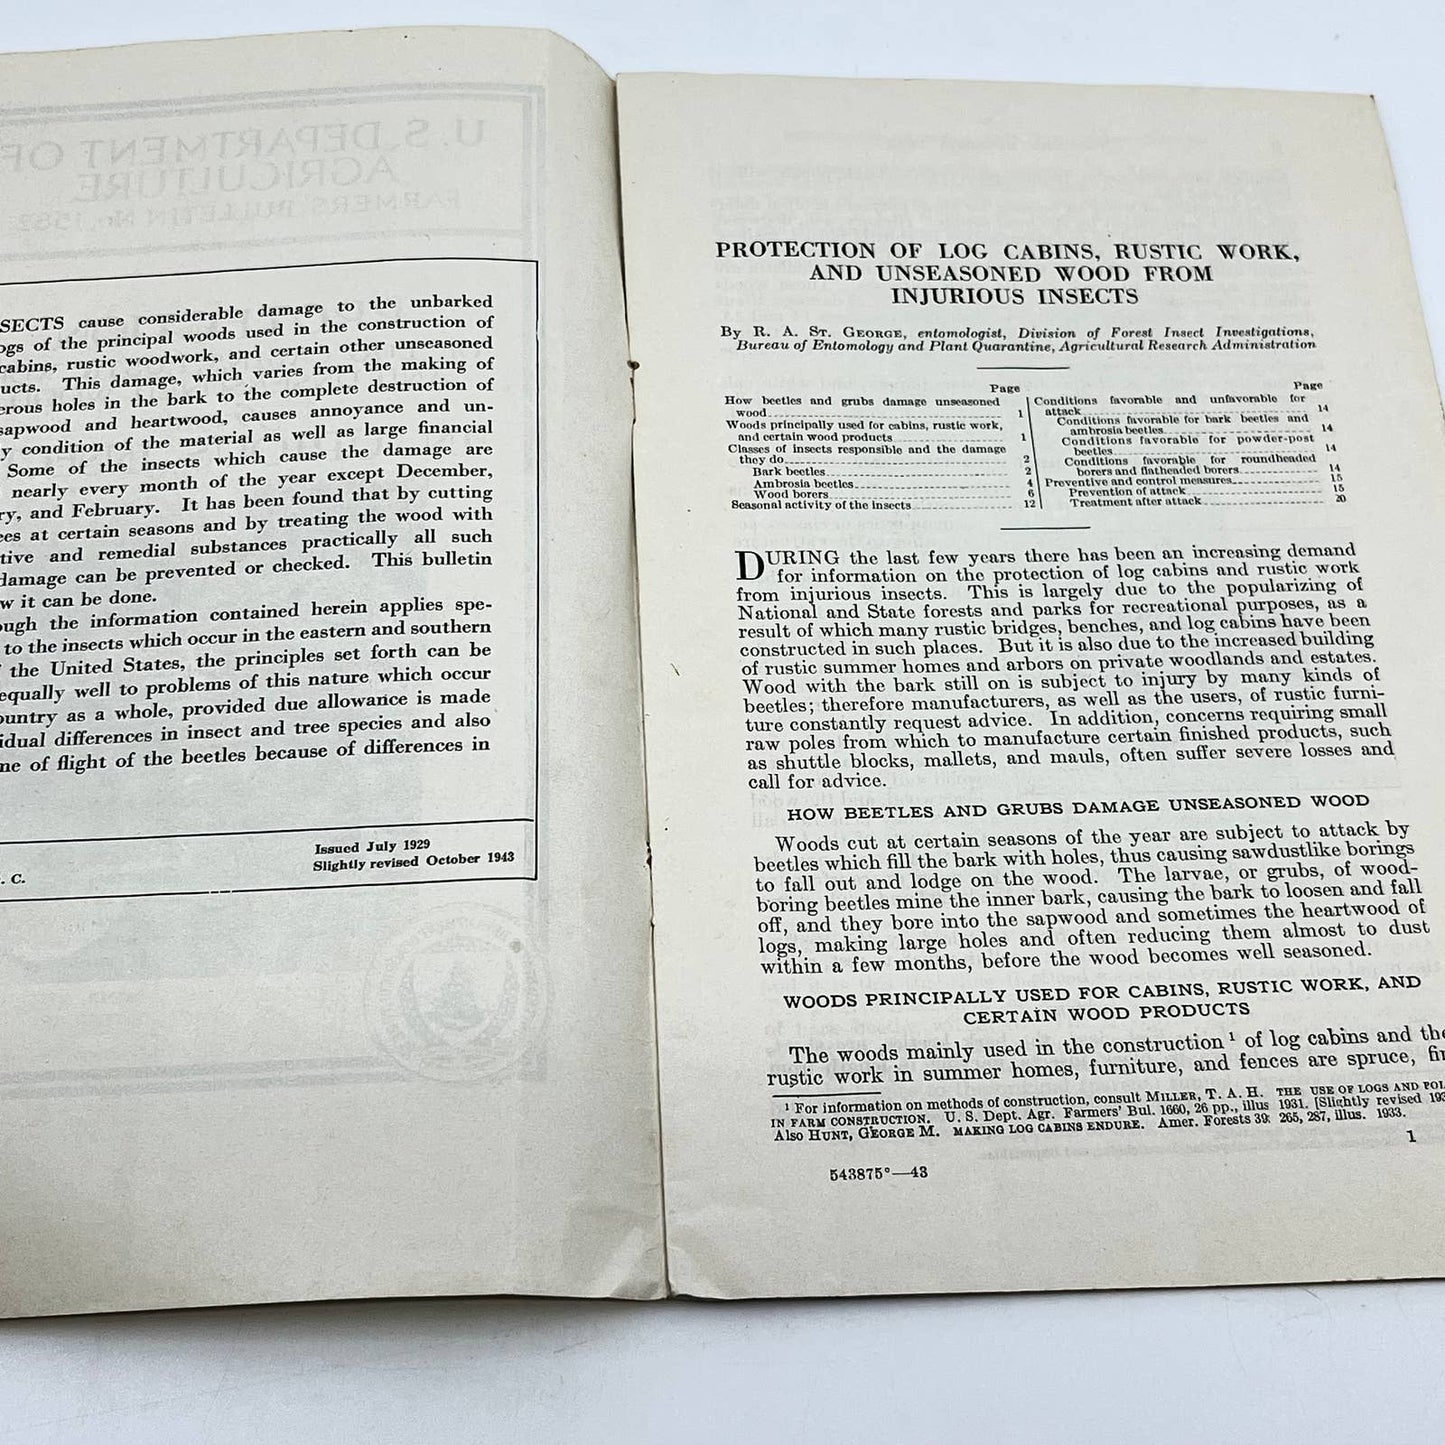 U. S. DEPARTMENT OF
AGRICULTURE
FARMERS' BULLETIN No. 1582
SECTS cause considerable damage to the unbarked
ogs of the principal woods used in the construction of
cabins, rustic woodwork, and certain other unseasoned
ucts. This damage, which varies from the making of
erous holes in the bark to the complete destruction of
sapwood and heartwood, causes annoyance and un-
y condition of the material as well as large financial
Some of the insects which cause the damage are
nearly every month of the year except December,
ry, and February. It has been found that by cutting
ees at certain seasons and by treating the wood with
tive and remedial substances practically all such
damage can be prevented or checked. This bulletin
w it can be done.
ough the information contained herein applies spe-
to the insects which occur in the eastern and southern
the United States, the principles set forth can be
equally well to problems of this nature which occur
ountry as a whole, provided due allowance is made
idual differences in insect and tree species and also
ne of flight of the beetles because of differences in
. C.
Issued July 1929
Slightly revised October 1943
PROTECTION OF LOG CABINS, RUSTIC WORK,
AND UNSEASONED WOOD FROM
INJURIOUS INSECTS
By R. A. ST. GEORGE, entomologist, Division of Forest Insect Investigations,
Bureau of Entomology and Plant Quarantine, Agricultural Research Administration
Page
How beetles and grubs damage unseasoned
wood 1
Woods principally used for cabins, rustic work,
and certain wood products 1
Classes of insects responsible and the damage
they do 2
Bark beetles 2
Ambrosia beetles 4
Wood borers 6
Seasonal activity of the insects 12
Page
Conditions favorable and unfavorable for
attack 14
Conditions favorable for bark beetles and
ambrosia beetles 14
Conditions favorable for powder-post
beetles 14
Conditions favorable for roundheaded
borers and flatheaded borers 14
Preventive and control measures 15
Prevention of attack 15
Treatment after attack 20
DURING the last few years there has been an increasing demand
for information on the protection of log cabins and rustic work
from injurious insects. This is largely due to the popularizing of
National and State forests and parks for recreational purposes, as a
result of which many rustic bridges, benches, and log cabins have been
constructed in such places. But it is also due to the increased building
of rustic summer homes and arbors on private woodlands and estates.
Wood with the bark still on is subject to injury by many kinds of
beetles; therefore manufacturers, as well as the users, of rustic furni-
ture constantly request advice. In addition, concerns requiring small
raw poles from which to manufacture certain finished products, such
as shuttle blocks, mallets, and mauls, often suffer severe losses and
call for advice.
HOW BEETLES AND GRUBS DAMAGE UNSEASONED WOOD
Woods cut at certain seasons of the year are subject to attack by
beetles which fill the bark with holes, thus causing sawdustlike borings
to fall out and lodge on the wood. The larvae, or grubs, of wood-
boring beetles mine the inner bark, causing the bark to loosen and fall
off, and they bore into the sapwood and sometimes the heartwood of
logs, making large holes and often reducing them almost to dust
within a few months, before the wood becomes well seasoned.
WOODS PRINCIPALLY USED FOR CABINS, RUSTIC WORK, AND
CERTAIN WOOD PRODUCTS
The woods mainly used in the construction ¹ of log cabins and the
rustic work in summer homes, furniture, and fences are spruce, fir
¹ For information on methods of construction, consult MILLER, T. A. H. THE USE OF LOGS AND POL
IN FARM CONSTRUCTION. U. S. Dept. Agr. Farmers' Bul. 1660, 26 pp., illus 1931. [Slightly revised 193
Also HUNT, GEORGE M. MAKING LOG CABINS ENDURE. Amer. Forests 39: 265, 287, illus. 1933.
1
543875°—43